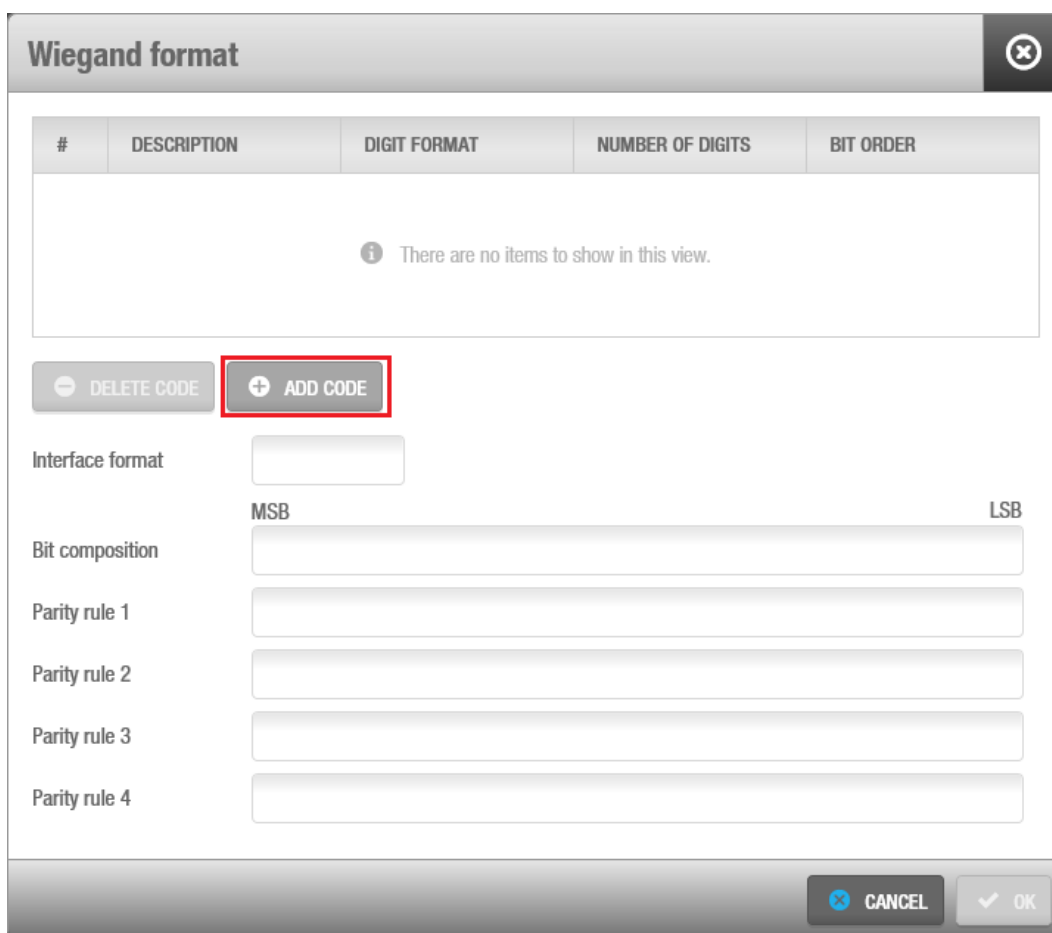 Wiegand format
# DESCRIPTION DIGIT FORMAT NUMBER OF DIGITS BIT ORDER
There are no items to show in this view.
DELETE CODE ADD CODE
Interface format
MSB LSB
Bit composition
Parity rule 1
Parity rule 2
Parity rule 3
Parity rule 4
CANCEL OK